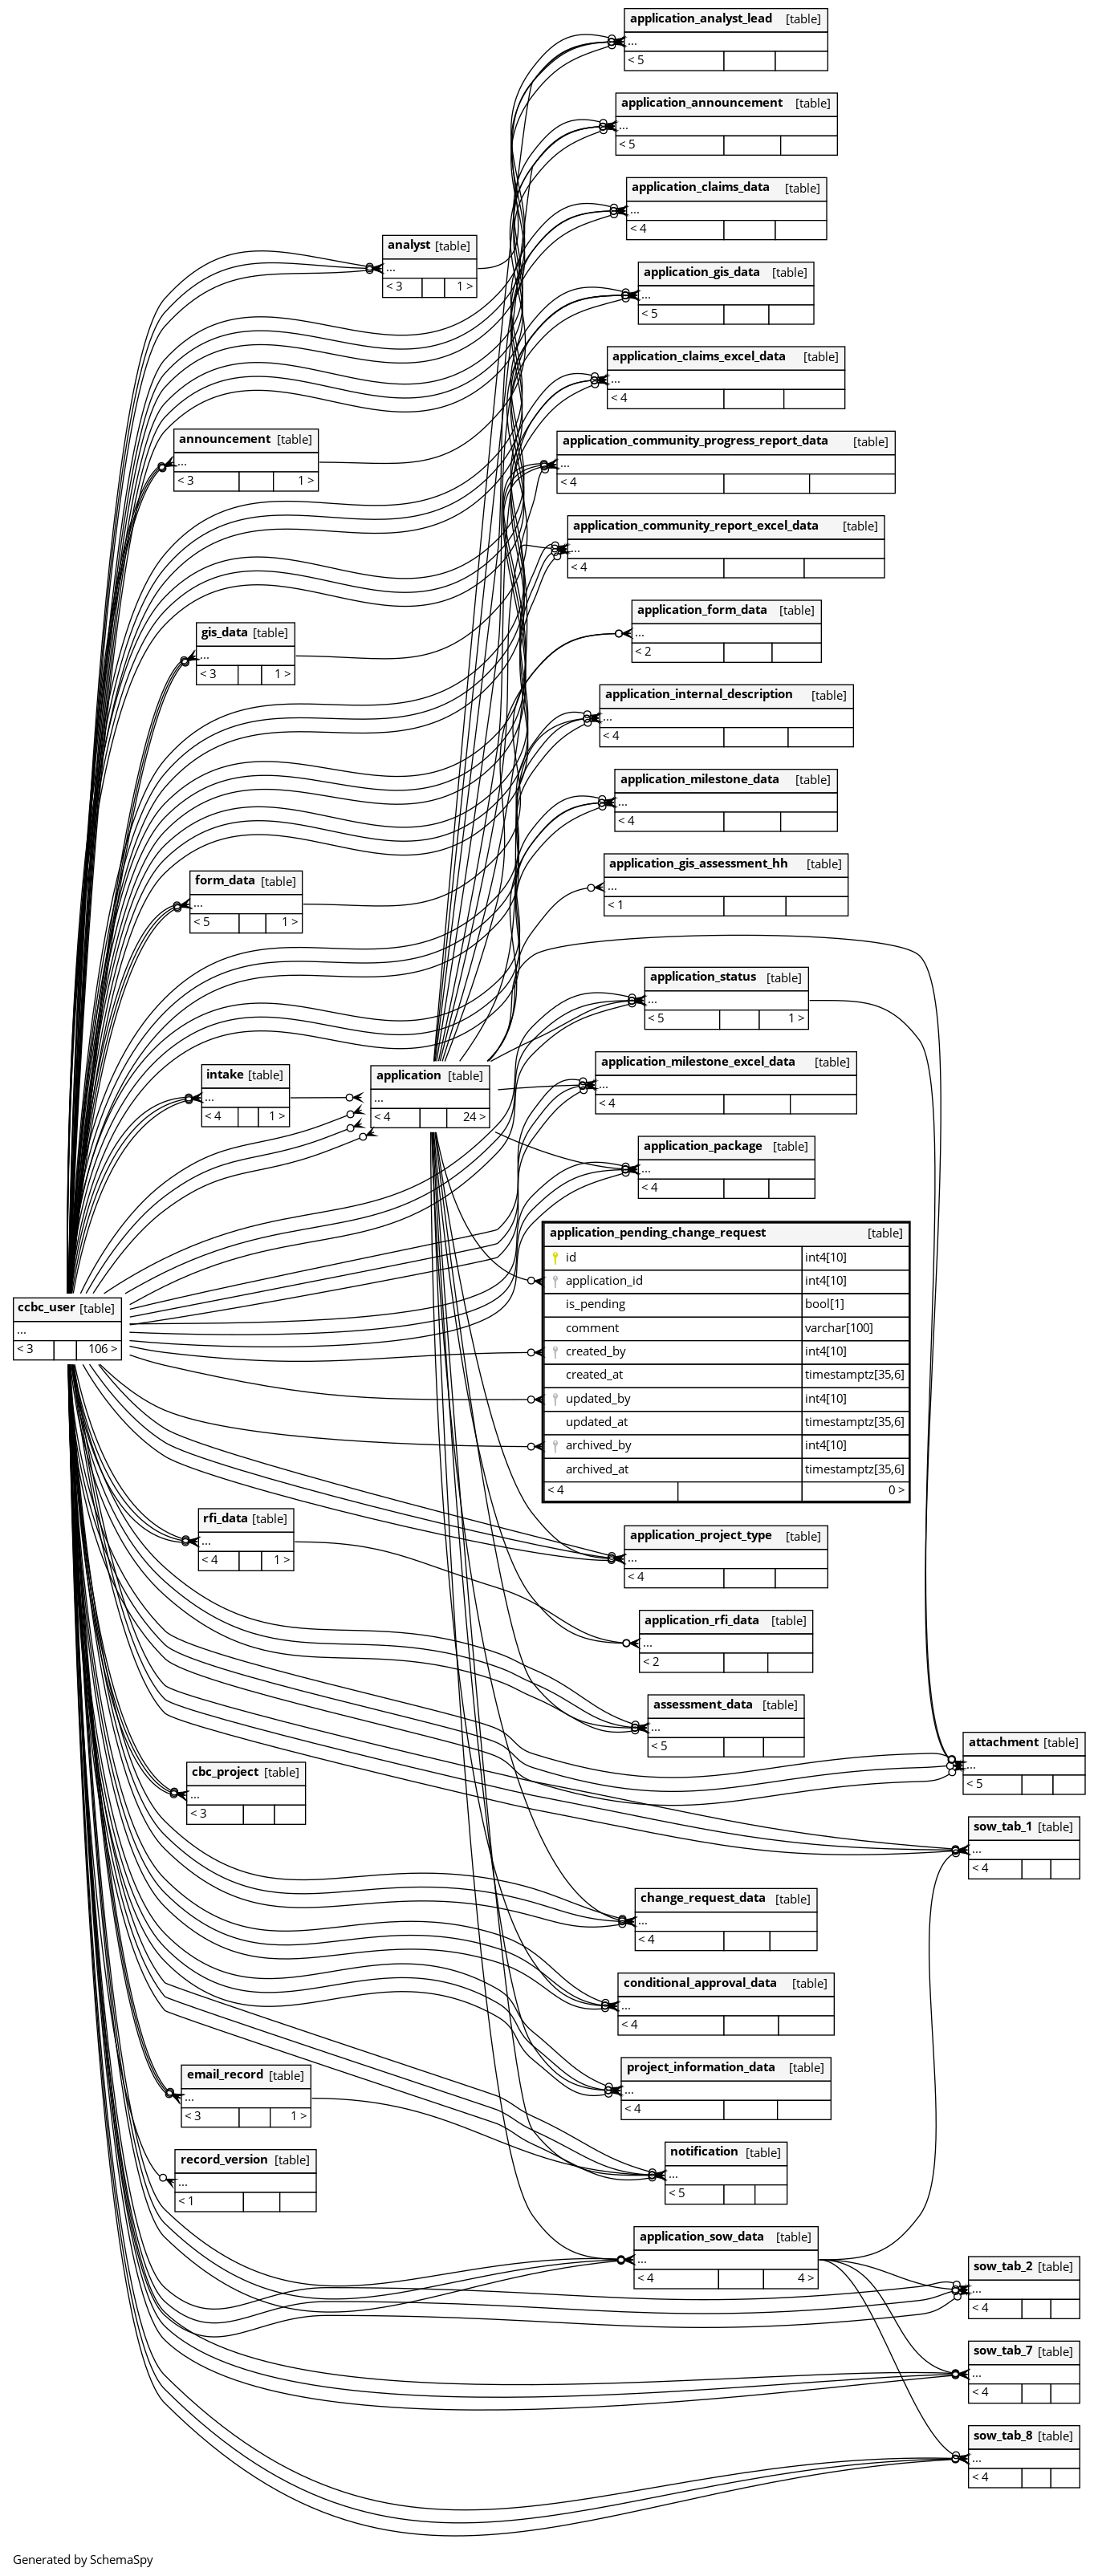 application_analyst_lead [table]
...
< 5
application_announcement [table]
...
< 5
application_claims_data [table]
...
< 4
analyst [table]
...
< 3 1 >
application_gis_data [table]
...
< 5
application_claims_excel_data [table]
...
< 4
announcement [table]
...
< 3 1 >
application_community_progress_report_data [table]
...
< 4
application_community_report_excel_data [table]
...
< 4
application_form_data [table]
...
< 2
gis_data [table]
...
< 3 1 >
application_internal_description [table]
...
< 4
application_milestone_data [table]
...
< 4
application_gis_assessment_hh [table]
...
< 1
form_data [table]
...
< 5 1 >
application_status [table]
...
< 5 1 >
application_milestone_excel_data [table]
...
< 4
intake [table]
...
< 4 1 >
application [table]
...
< 4 24 >
application_package [table]
...
< 4
application_pending_change_request [table]
id int4[10]
application_id int4[10]
is_pending bool[1]
comment varchar[100]
created_by int4[10]
created_at timestamptz[35,6]
updated_by int4[10]
updated_at timestamptz[35,6]
archived_by int4[10]
archived_at timestamptz[35,6]
< 4 0 >
ccbc_user [table]
...
< 3 106 >
rfi_data [table]
...
< 4 1 >
application_project_type [table]
...
< 4
application_rfi_data [table]
...
< 2
assessment_data [table]
...
< 5
attachment [table]
...
< 5
cbc_project [table]
...
< 3
sow_tab_1 [table]
...
< 4
change_request_data [table]
...
< 4
conditional_approval_data [table]
...
< 4
project_information_data [table]
...
< 4
email_record [table]
...
< 3 1 >
notification [table]
...
< 5
record_version [table]
...
< 1
application_sow_data [table]
...
< 4 4 >
sow_tab_2 [table]
...
< 4
sow_tab_7 [table]
...
< 4
sow_tab_8 [table]
...
< 4
Generated by SchemaSpy